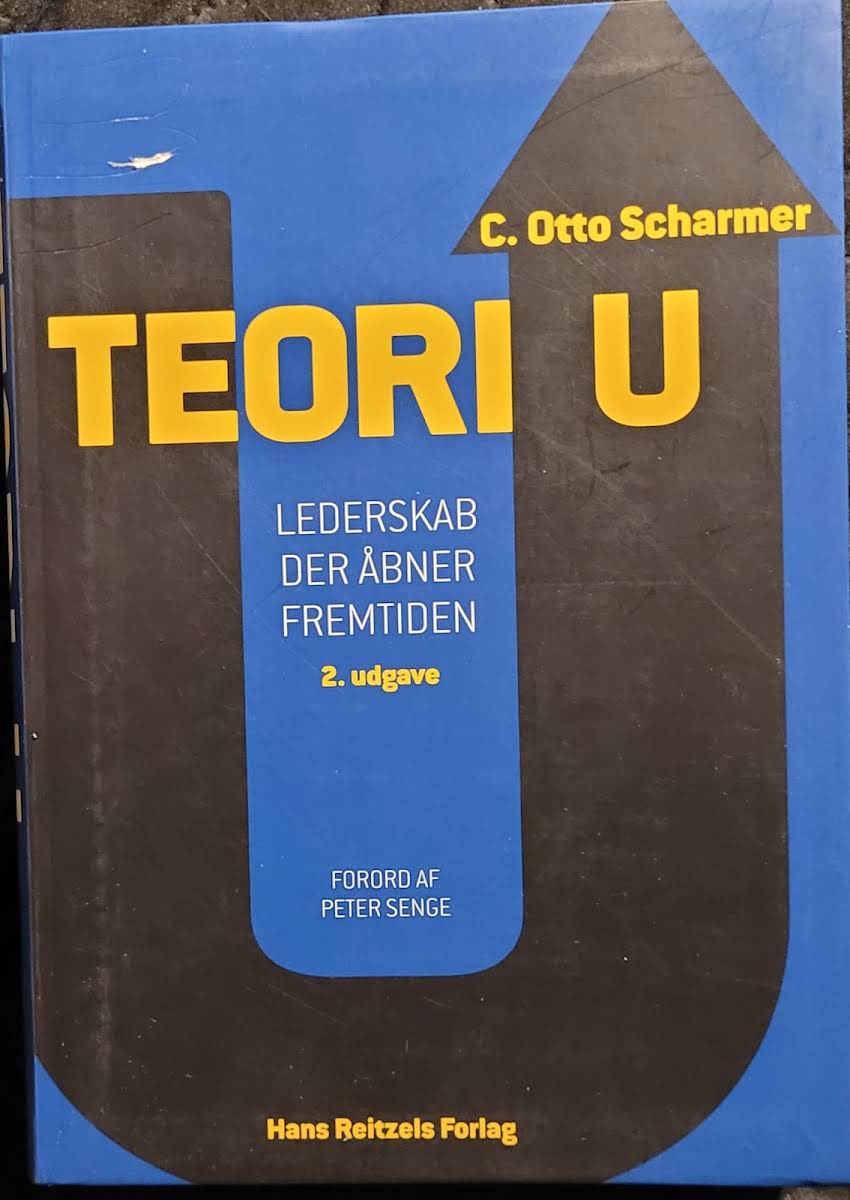 C. Otto Scharmer
TEORI U
LEDERSKAB
DER ÅBNER
FREMTIDEN
2. udgave
FORORD AF
PETER SENGE
Hans Reitzels Forlag